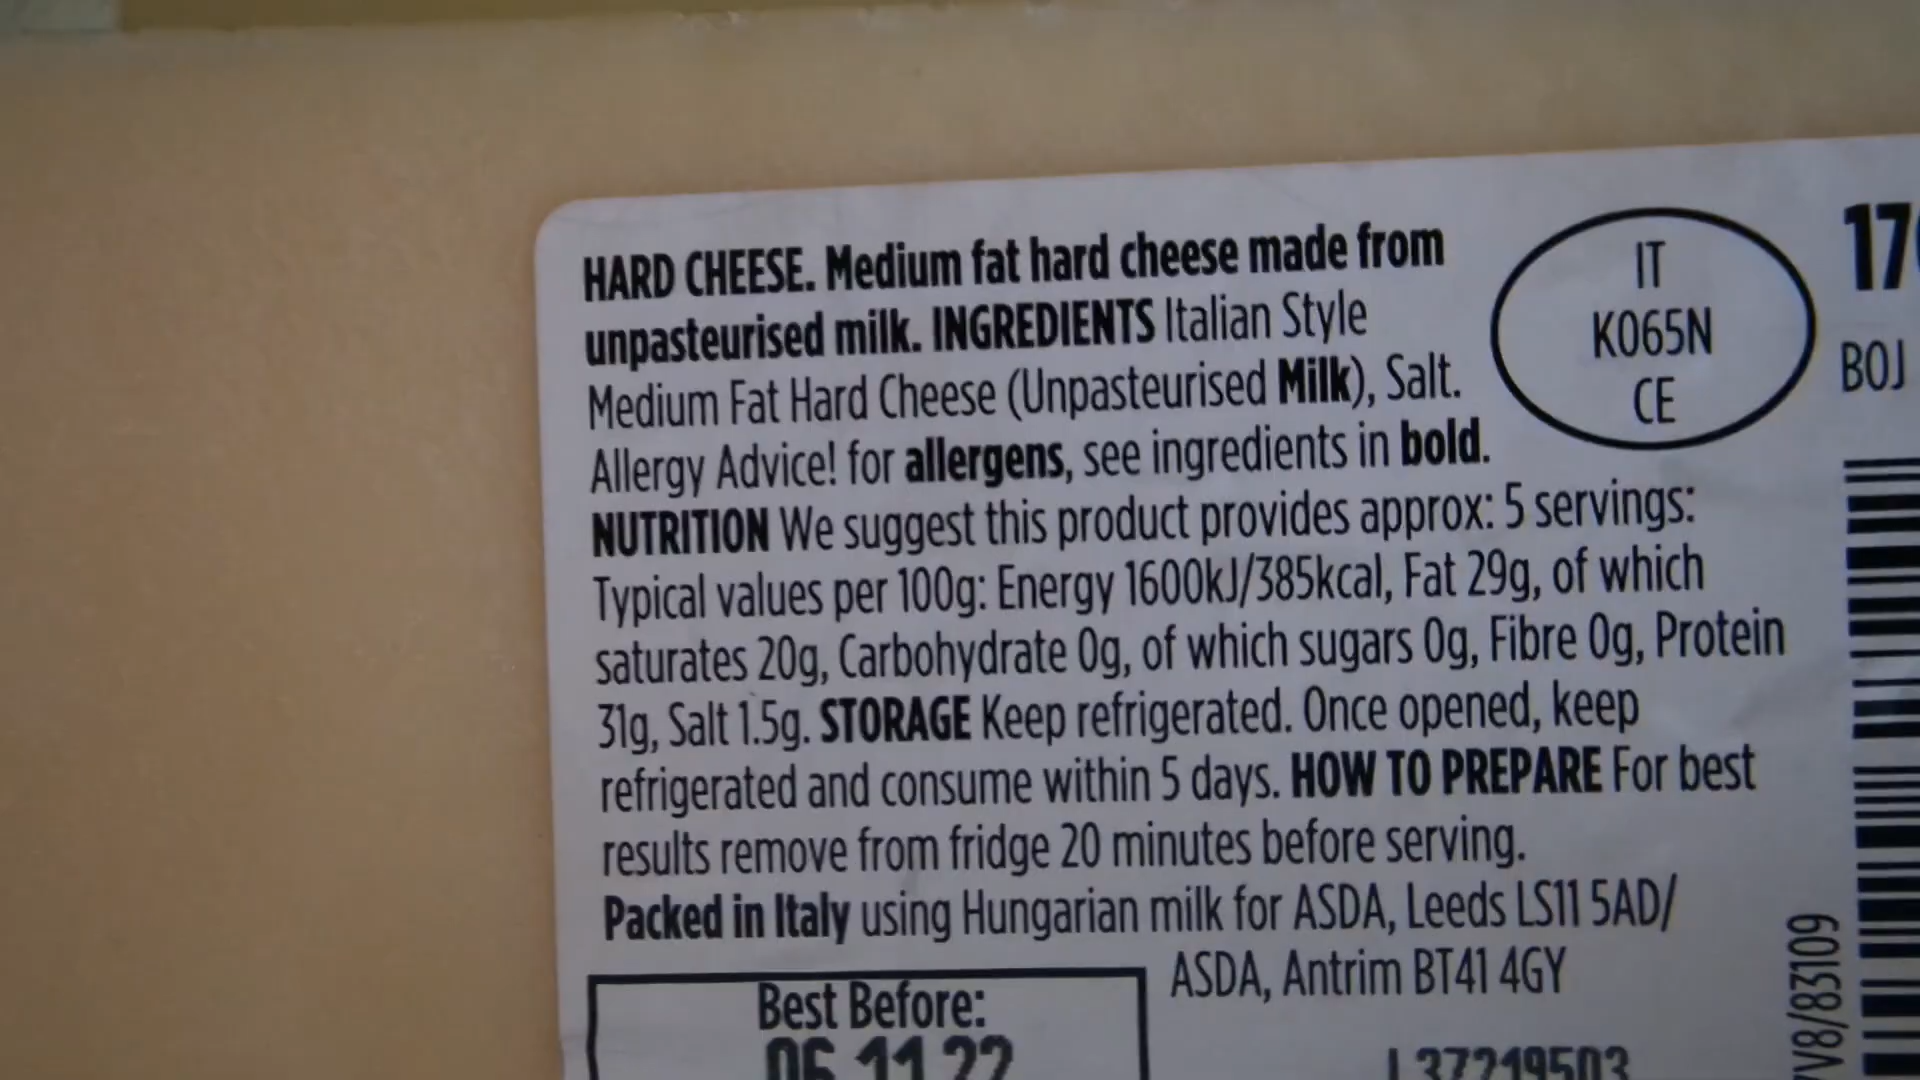 HARD CHEESE. Medium fat hard cheese made from
unpasteurised milk. INGREDIENTS Italian Style
Medium Fat Hard Cheese (Unpasteurised Milk), Salt.
Allergy Advice! for allergens, see ingredients in bold.
NUTRITION We suggest this product provides approx: 5 servings:
Typical values per 100g: Energy 1600kJ/385kcal, Fat 29g, of which
saturates 20g, Carbohydrate 0g, of which sugars 0g, Fibre 0g, Protein
31g, Salt 1.5g. STORAGE Keep refrigerated. Once opened, keep
refrigerated and consume within 5 days. HOW TO PREPARE For best
results remove from fridge 20 minutes before serving.
Packed in Italy using Hungarian milk for ASDA, Leeds LS11 5AD/
ASDA, Antrim BT41 4GY
Best Before:
06 11 22
L37219503
IT
K065N
CE
BOJ
V8/83109